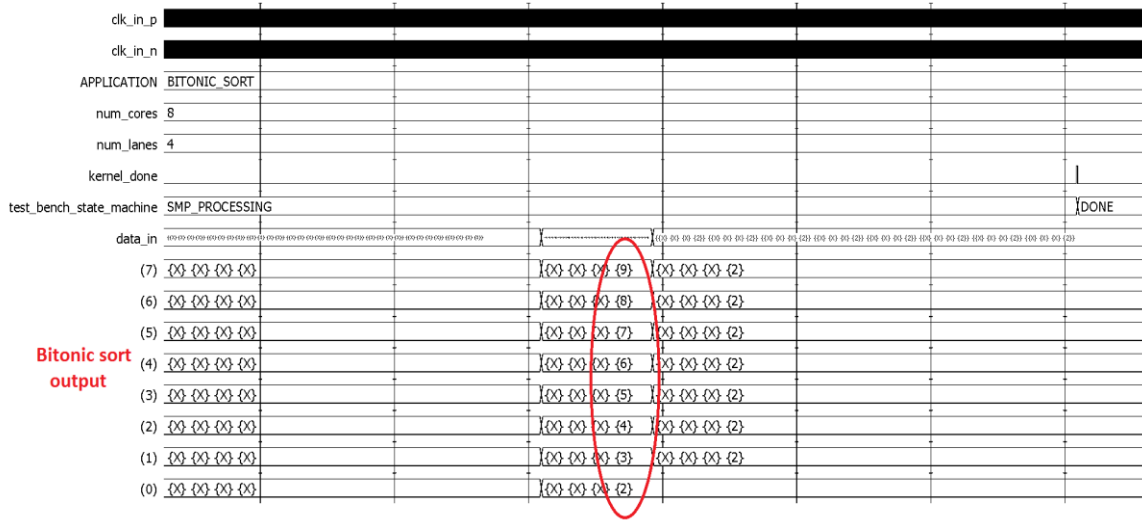 clk_in_p
clk_in_n
APPLICATION BITONIC_SORT
num_cores 8
num_lanes 4
kernel_done
test_bench_state_machine SMP_PROCESSING DONE
data_in
(7) {X} {X} {X} {X} {X} {X} {X} {9} {X} {X} {X} {2}
(6) {X} {X} {X} {X} {X} {X} {X} {8} {X} {X} {X} {2}
(5) {X} {X} {X} {X} {X} {X} {X} {7} {X} {X} {X} {2}
Bitonic sort
output
(4) {X} {X} {X} {X} {X} {X} {X} {6} {X} {X} {X} {2}
(3) {X} {X} {X} {X} {X} {X} {X} {5} {X} {X} {X} {2}
(2) {X} {X} {X} {X} {X} {X} {X} {4} {X} {X} {X} {2}
(1) {X} {X} {X} {X} {X} {X} {X} {3} {X} {X} {X} {2}
(0) {X} {X} {X} {X} {X} {X} {X} {2}